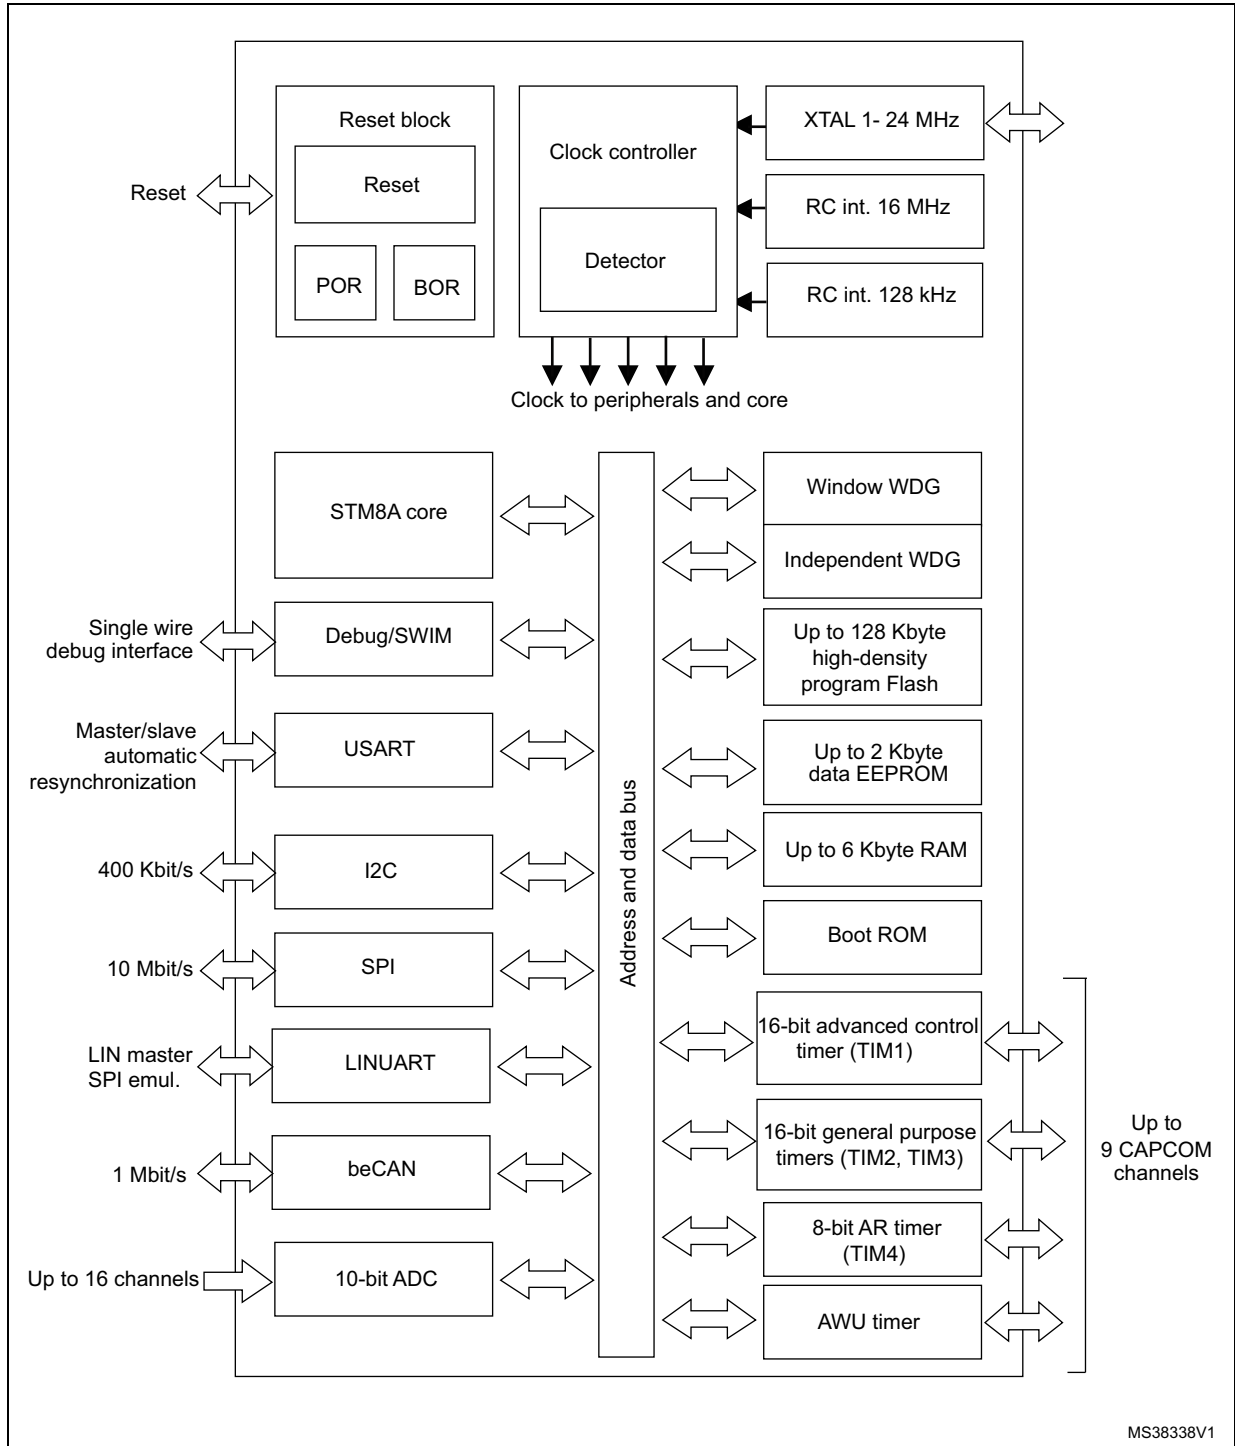 Reset block
Reset
Reset
POR
BOR
Clock controller
Detector
XTAL 1- 24 MHz
RC int. 16 MHz
RC int. 128 kHz
Clock to peripherals and core
STM8A core
Single wire
debug interface
Debug/SWIM
Master/slave
automatic
resynchronization
USART
400 Kbit/s
I2C
10 Mbit/s
SPI
LIN master
SPI emul.
LINUART
1 Mbit/s
beCAN
Up to 16 channels
10-bit ADC
Address and data bus
Window WDG
Independent WDG
Up to 128 Kbyte
high-density
program Flash
Up to 2 Kbyte
data EEPROM
Up to 6 Kbyte RAM
Boot ROM
16-bit advanced control
timer (TIM1)
16-bit general purpose
timers (TIM2, TIM3)
8-bit AR timer
(TIM4)
AWU timer
Up to
9 CAPCOM
channels
MS38338V1